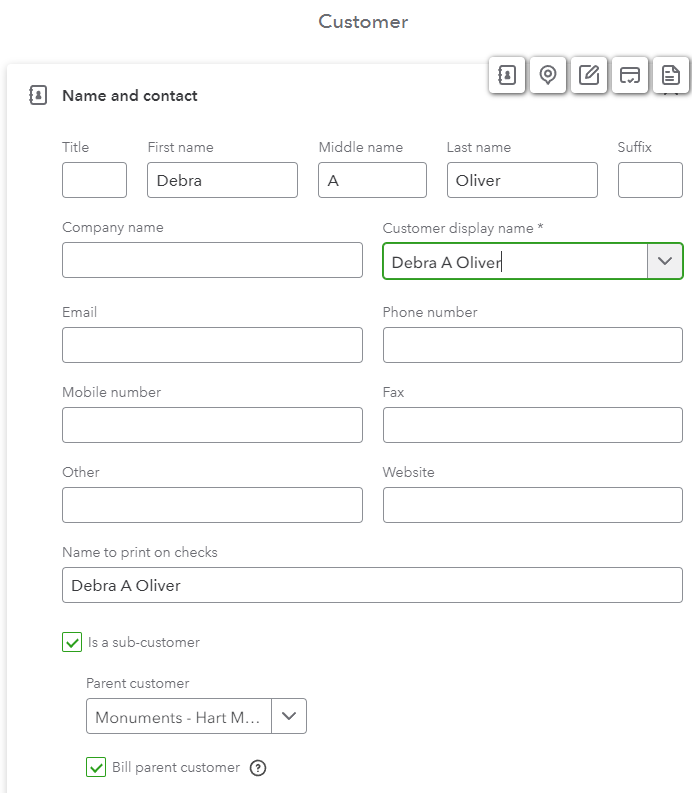 Customer
Name and contact
Title First name Middle name Last name Suffix
Debra A Oliver
Company name Customer display name *
Debra A Oliver
Email Phone number
Mobile number Fax
Other Website
Name to print on checks
Debra A Oliver
Is a sub-customer
Parent customer
Monuments - Hart M...
Bill parent customer ?